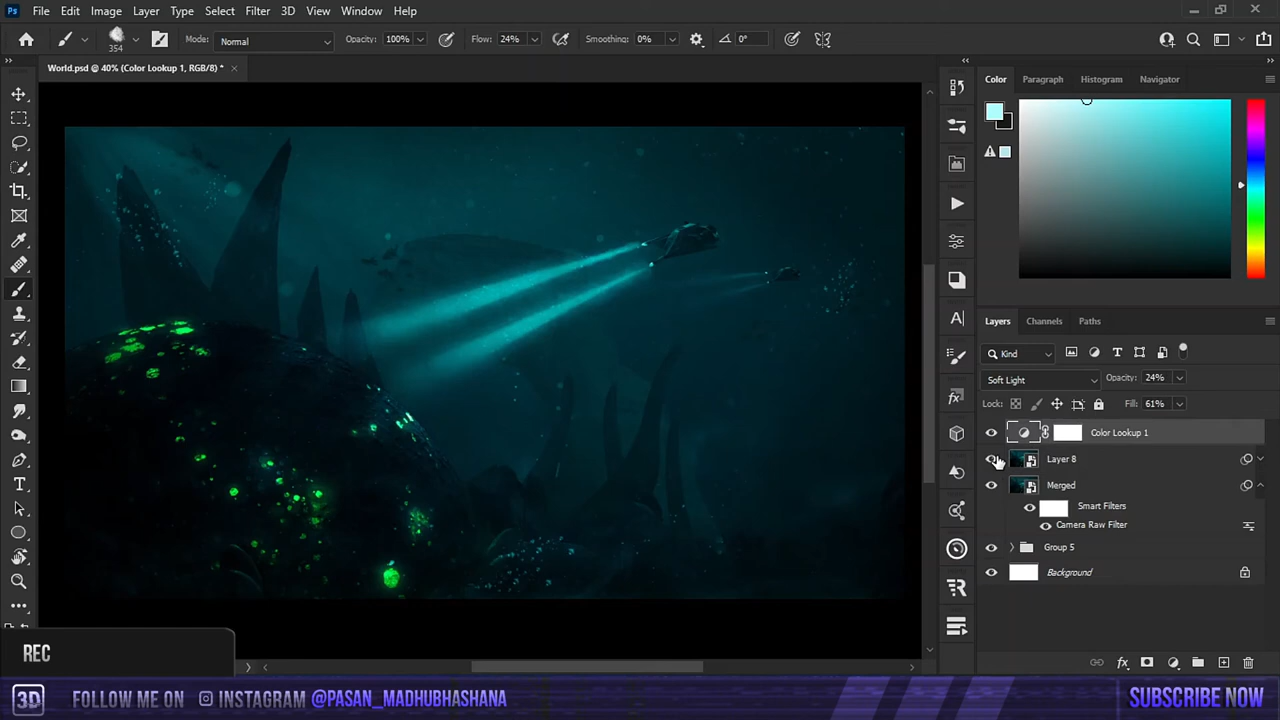 Ps File Edit Image Layer Type Select Filter 3D View Window Help
354 Mode: Normal Opacity: 100% Flow: 24% Smoothing: 0% 0°
World.psd @ 40% (Color Lookup 1, RGB/8) *
Color Paragraph Histogram Navigator
Layers Channels Paths
Kind
Soft Light Opacity: 24%
Lock: Fill: 61%
Color Lookup 1
Layer 8
Merged
Smart Filters
Camera Raw Filter
Group 5
Background
REC
3D FOLLOW ME ON INSTAGRAM @PASAN_MADHUBHASHANA SUBSCRIBE NOW